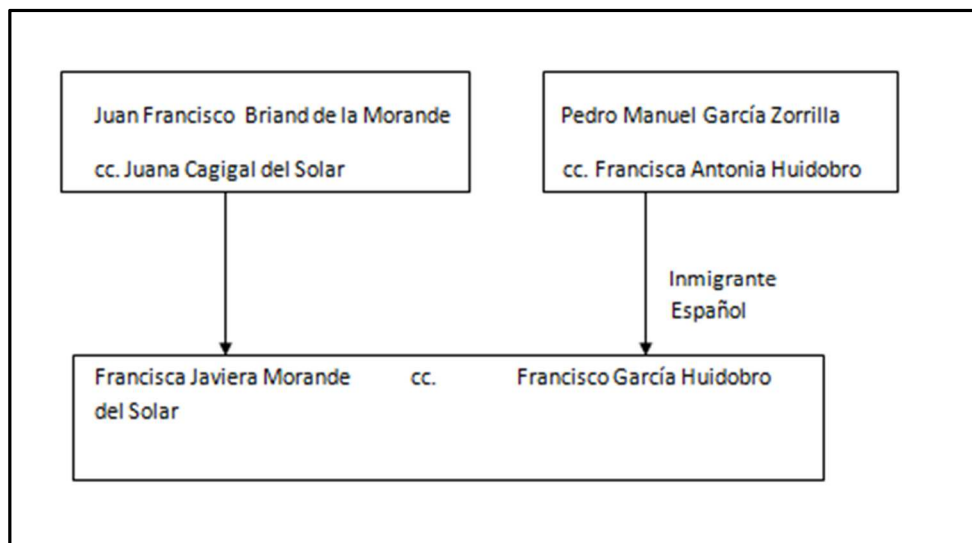 Juan Francisco Briand de la Morande
cc. Juana Cagigal del Solar
Pedro Manuel García Zorrilla
cc. Francisca Antonia Huidobro
Inmigrante
Español
Francisca Javiera Morande cc. Francisco García Huidobro
del Solar